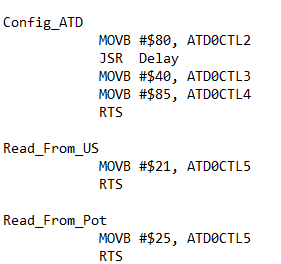 Config_ATD
MOVB #$80, ATD0CTL2
JSR Delay
MOVB #$40, ATD0CTL3
MOVB #$85, ATD0CTL4
RTS
Read_From_US
MOVB #$21, ATD0CTL5
RTS
Read_From_Pot
MOVB #$25, ATD0CTL5
RTS